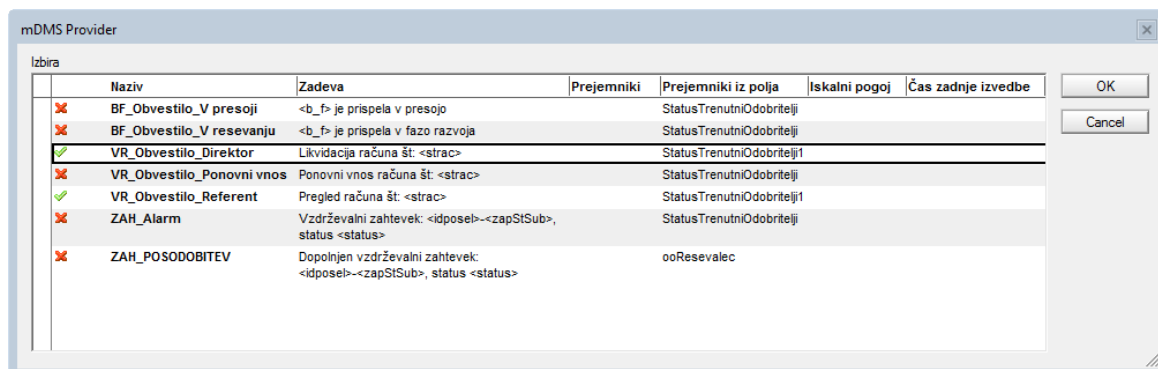 mDMS Provider
Izbira
Naziv Zadeva Prejemniki Prejemniki iz polja Iskalni pogoj Čas zadnje izvedbe
BF_Obvestilo_V presoji <b_f> je prispela v presojo StatusTrenutniOdobritelji
BF_Obvestilo_V resevanju <b_f> je prispela v fazo razvoja StatusTrenutniOdobritelji
VR_Obvestilo_Direktor Likvidacija računa št: <strac> StatusTrenutniOdobritelji1
VR_Obvestilo_Ponovni vnos Ponovni vnos računa št: <strac> StatusTrenutniOdobritelji
VR_Obvestilo_Referent Pregled računa št: <strac> StatusTrenutniOdobritelji1
ZAH_Alarm Vzdrževalni zahtevek: <idposel>-<zapStSub>, StatusTrenutniOdobritelji
status <status>
ZAH_POSODOBITEV Dopolnjen vzdrževalni zahtevek: ooResevalec
<idposel>-<zapStSub>, status <status>
OK
Cancel